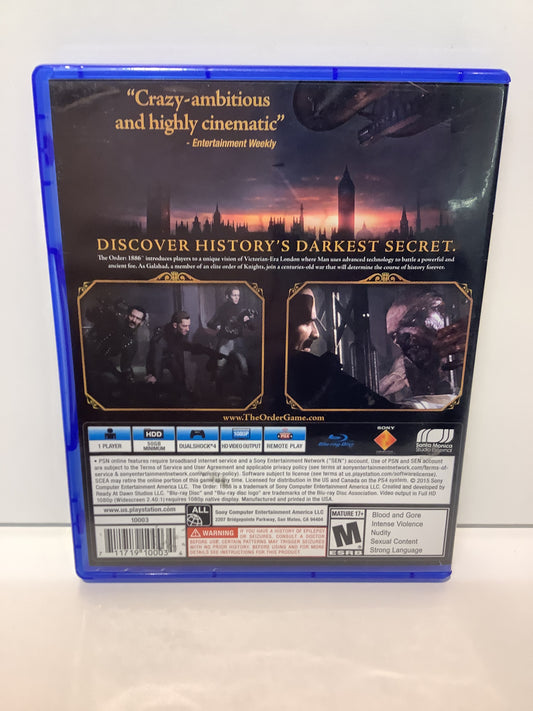 “Crazy-ambitious
and highly cinematic”
- Entertainment Weekly
DISCOVER HISTORY'S DARKEST SECRET.
The Order: 1886™ introduces players to a unique vision of Victorian-Era London where Man uses advanced technology to battle a powerful and
ancient foe. As Galahad, a member of an elite order of Knights, join a centuries-old war that will determine the course of history forever.
www.TheOrderGame.com
1 PLAYER
HDD
50GB
MINIMUM
DUALSHOCK®4
1080P
HD VIDEO OUTPUT
REMOTE PLAY
Blu-ray Disc
SONY
Santa Monica
Studio
• PSN online features require broadband internet service and a Sony Entertainment Network ("SEN") account. Use of PSN and SEN account
are subject to the Terms of Service and User Agreement and applicable privacy policy (see terms at sonyentertainmentnetwork.com/terms-of-
service & sonyentertainmentnetwork.com/privacy-policy). Software subject to license (see terms at us.playstation.com/softwarelicense).
SCEA may retire the online portion of this game at any time. Licensed for distribution in the US and Canada on the PS4 system. © 2015 Sony
Computer Entertainment America LLC. The Order: 1886 is a trademark of Sony Computer Entertainment America LLC. Created and developed by
Ready At Dawn Studios LLC. "Blu-ray Disc" and "Blu-ray disc logo" are trademarks of the Blu-ray Disc Association. Video output in Full HD
1080p (Widescreen 2.40:1) requires 1080p native display. Manufactured and printed in the USA.
www.us.playstation.com
10003
7 11719 10003 4
ALL
Sony Computer Entertainment America LLC
2207 Bridgepointe Parkway, San Mateo, CA 94404
WARNING
IF YOU HAVE A HISTORY OF EPILEPSY
OR SEIZURES, CONSULT A DOCTOR
BEFORE USE. CERTAIN PATTERNS MAY TRIGGER SEIZURES
WITH NO PRIOR HISTORY. BEFORE USING AND FOR MORE
DETAILS SEE INSTRUCTIONS FOR THIS PRODUCT.
MATURE 17+
M
ESRB
Blood and Gore
Intense Violence
Nudity
Sexual Content
Strong Language